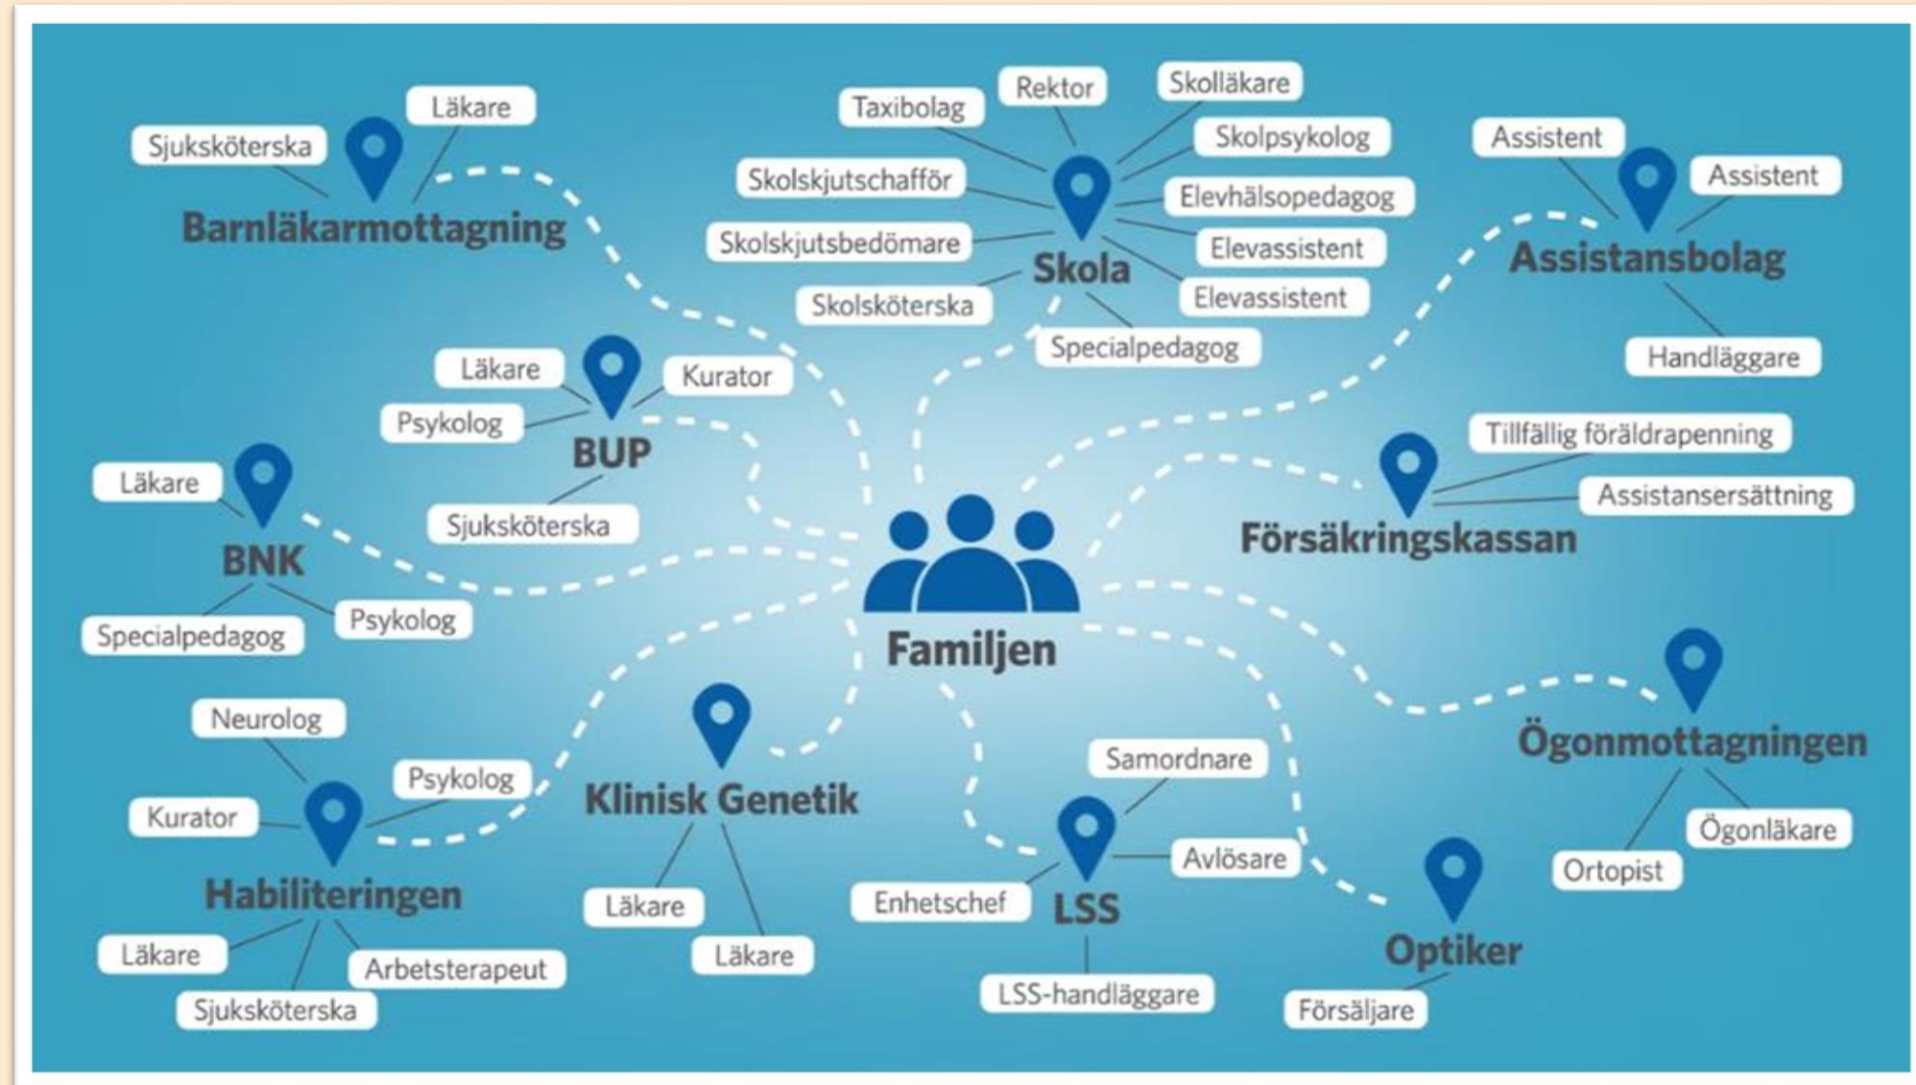 Läkare
Sjuksköterska
Barnläkarmottagning
Rektor
Skolläkare
Taxibolag
Skolpsykolog
Skolskjutschafför
Elevhälsopedagog
Skolskjutsbedömare
Elevassistent
Skola
Skolsköterska
Elevassistent
Specialpedagog
Assistent
Assistent
Assistansbolag
Handläggare
Läkare
Kurator
Psykolog
BUP
Sjuksköterska
Tillfällig föräldrapenning
Assistansersättning
Försäkringskassan
Läkare
BNK
Psykolog
Specialpedagog
Familjen
Neurolog
Psykolog
Kurator
Habiliteringen
Läkare
Arbetsterapeut
Sjuksköterska
Klinisk Genetik
Läkare
Läkare
Samordnare
Avlösare
Enhetschef
LSS
LSS-handläggare
Ögonmottagningen
Ögonläkare
Ortopist
Optiker
Försäljare